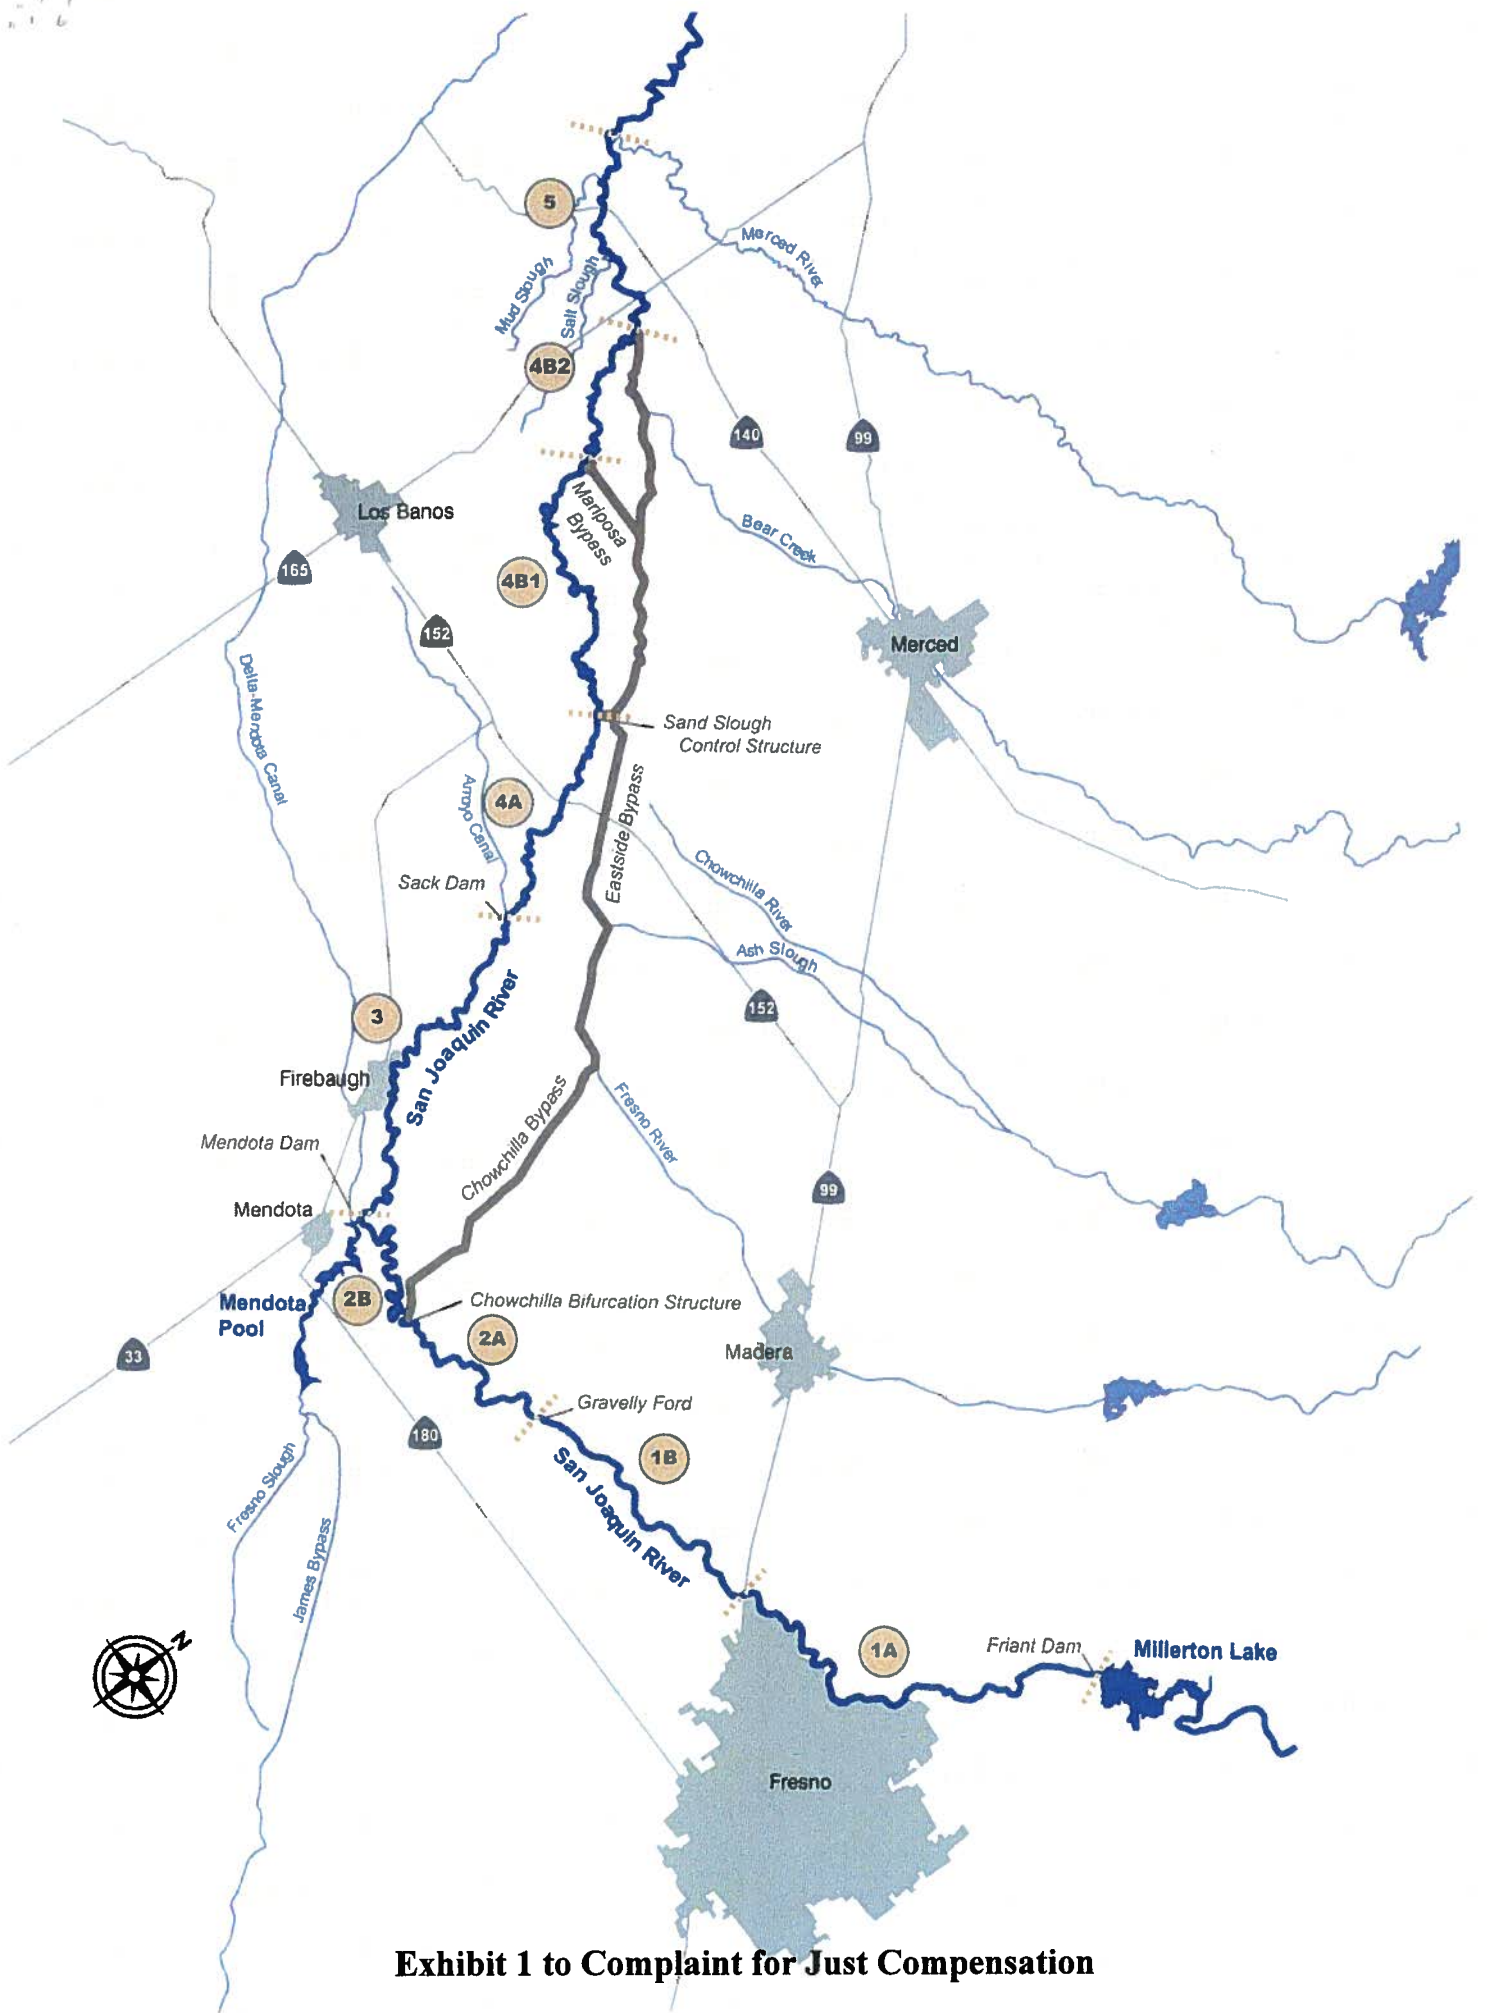 5
Merced River
Mud Slough
Salt Slough
4B2
140
99
Los Banos
Mariposa
Bypass
Bear Creek
165
4B1
152
Merced
Delta-Mendota Canal
Sand Slough
Control Structure
4A
Arroyo Canal
Eastside Bypass
Chowchilla River
Sack Dam
Ash Slough
152
3
San Joaquin River
Firebaugh
Chowchilla Bypass
Fresno River
Mendota Dam
99
Mendota
2B
Mendota
Pool
Chowchilla Bifurcation Structure
2A
33
Madera
Gravelly Ford
180
1B
San Joaquin River
Fresno Slough
James Bypass
N
1A
Friant Dam
Millerton Lake
Fresno
Exhibit 1 to Complaint for Just Compensation